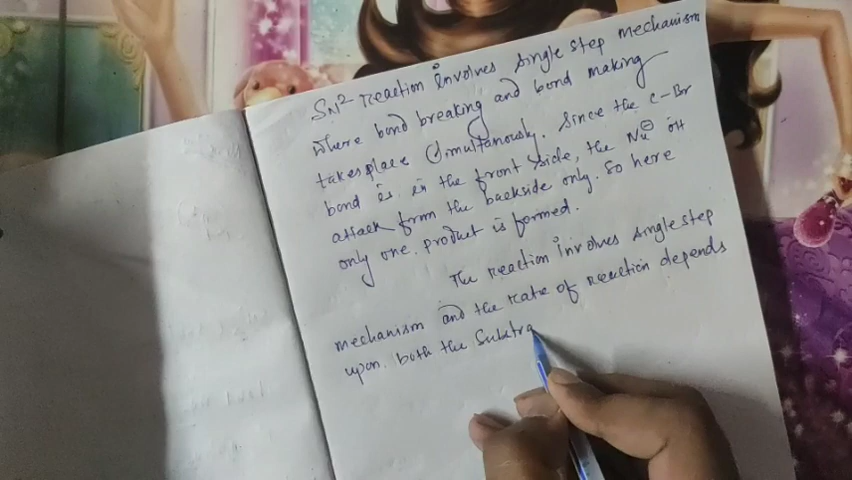 SN2 Reaction involves single step mechanism
where bond breaking and bond making
takes place simultanously. Since the C-Br
bond is in the front side, the Nu⊖ OH
attack form the backside only. So here
only one product is formed.
The reaction involves single step
mechanism and the rate of reaction depends
upon both the Substra